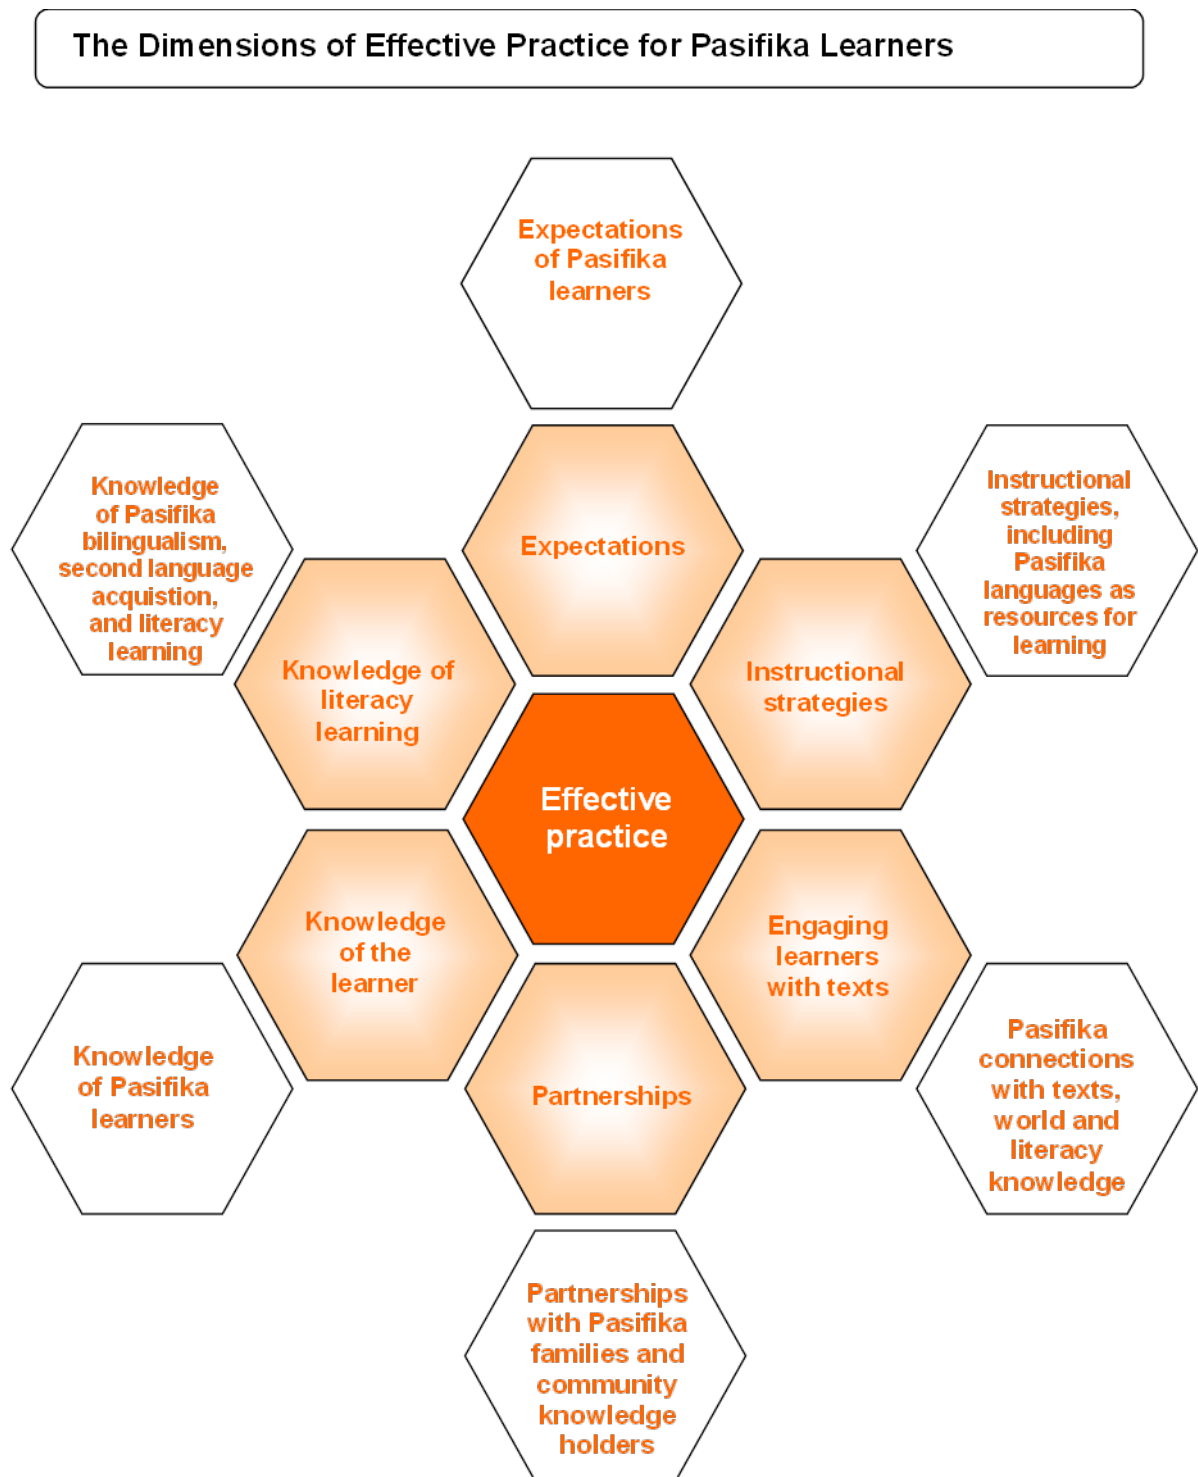 The Dimensions of Effective Practice for Pasifika Learners
Expectations
of Pasifika
learners
Knowledge
of Pasifika
bilingualism,
second language
acquistion,
and literacy
learning
Expectations
Instructional
strategies,
including
Pasifika
languages as
resources for
learning
Knowledge of
literacy
learning
Instructional
strategies
Effective
practice
Knowledge
of the
learner
Engaging
learners
with texts
Knowledge
of Pasifika
learners
Partnerships
Pasifika
connections
with texts,
world and
literacy
knowledge
Partnerships
with Pasifika
families and
community
knowledge
holders